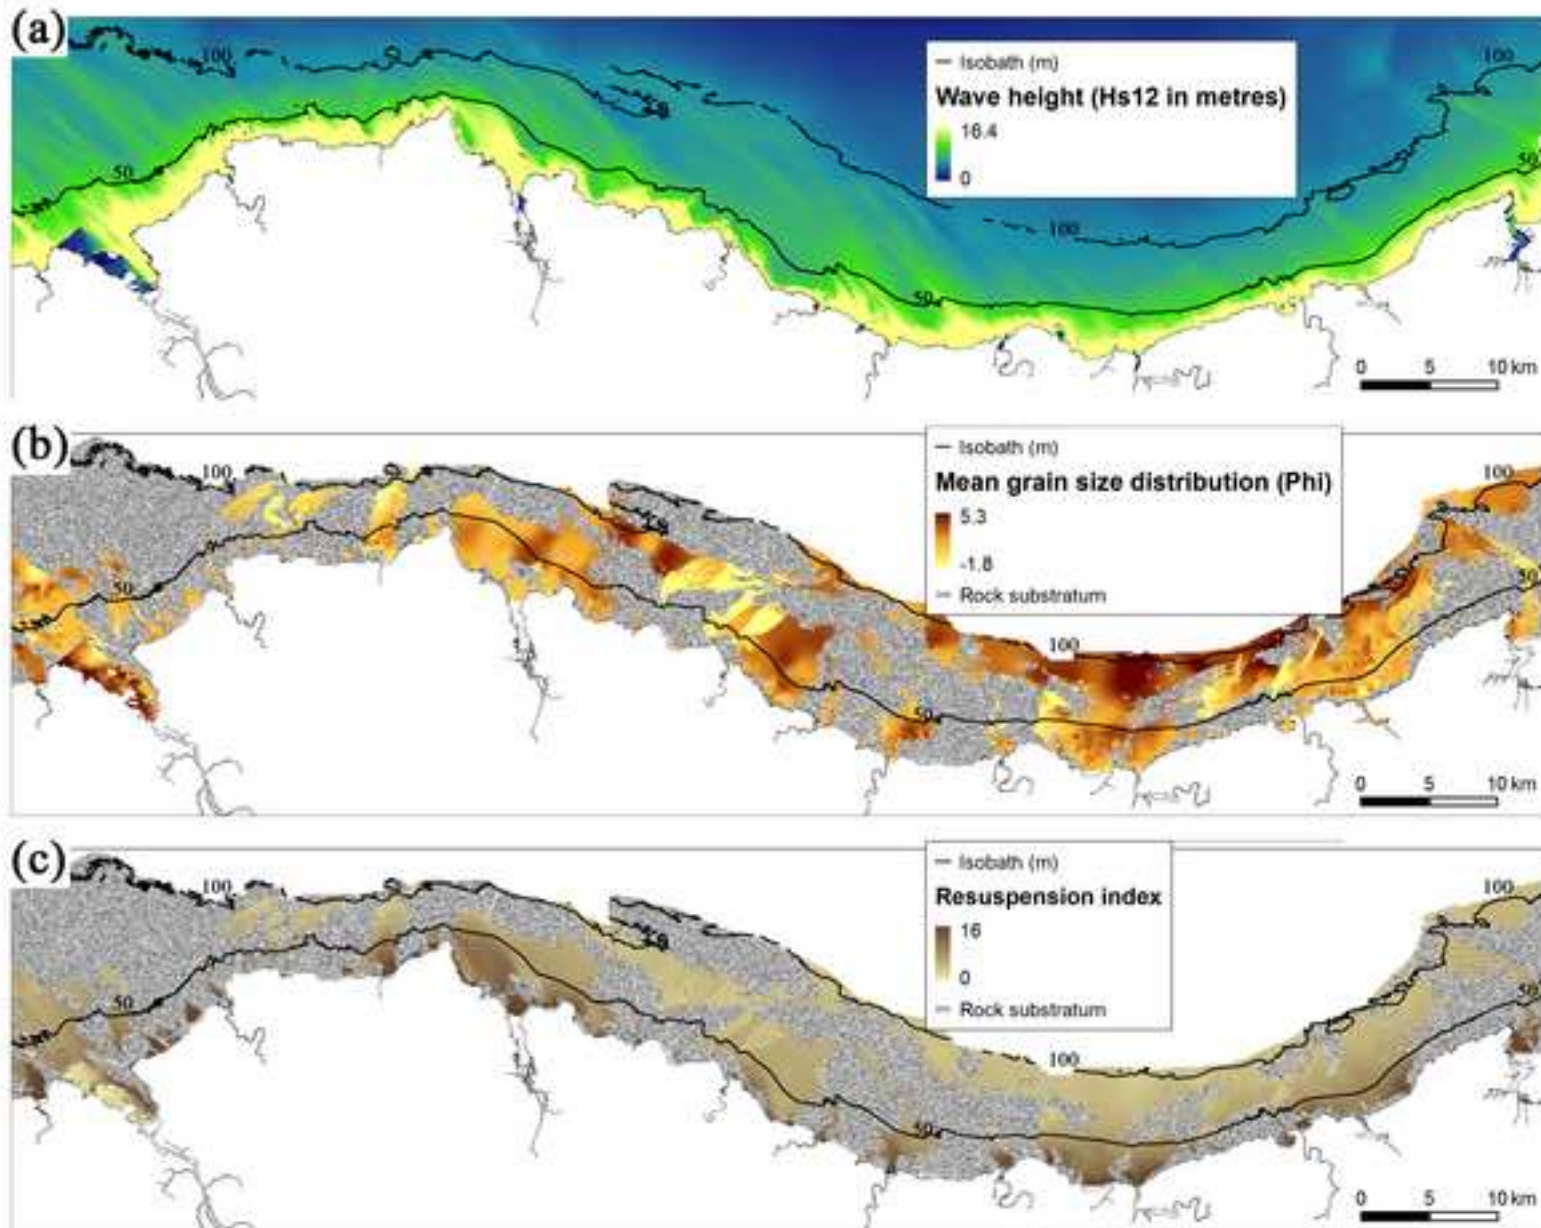 (a)
100
50
50
100
100
50
— Isobath (m)
Wave height (Hs12 in metres)
16.4
0
0 5 10 km
(b)
100
50
50
100
100
50
— Isobath (m)
Mean grain size distribution (Phi)
5.3
-1.8
Rock substratum
0 5 10 km
(c)
100
50
50
100
100
50
— Isobath (m)
Resuspension index
16
0
Rock substratum
0 5 10 km